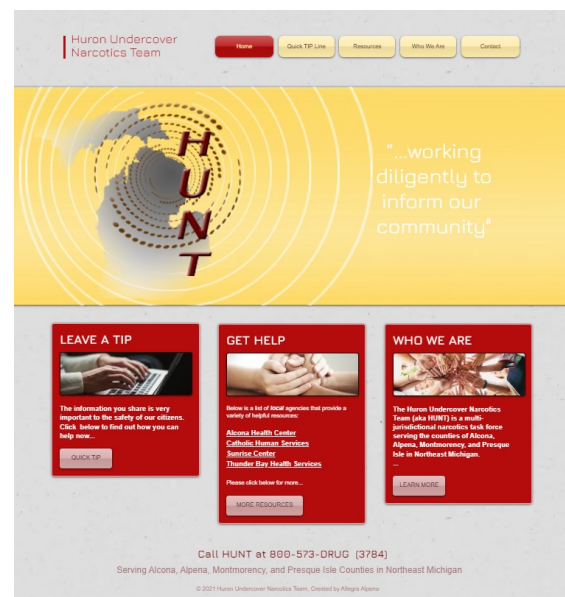 Huron Undercover
Narcotics Team
Home
Quick TIP Line
Resources
Who We Are
Contact
H
U
N
T
"...working
diligently to
inform our
community"
LEAVE A TIP
The information you share is very
important to the safety of our citizens.
Click below to find out how you can
help now...
QUICK TIP
GET HELP
Below is a list of local agencies that provide a
variety of helpful resources:
Alcona Health Center
Catholic Human Services
Sunrise Center
Thunder Bay Health Services
Please click below for more...
MORE RESOURCES
WHO WE ARE
The Huron Undercover Narcotics
Team (aka HUNT) is a multi-
jurisdictional narcotics task force
serving the counties of Alcona,
Alpena, Montmorency, and Presque
Isle in Northeast Michigan.
...
LEARN MORE
Call HUNT at 800-573-DRUG (3784)
Serving Alcona, Alpena, Montmorency, and Presque Isle Counties in Northeast Michigan
© 2021 Huron Undercover Narcotics Team. Created by Allegra Alpena